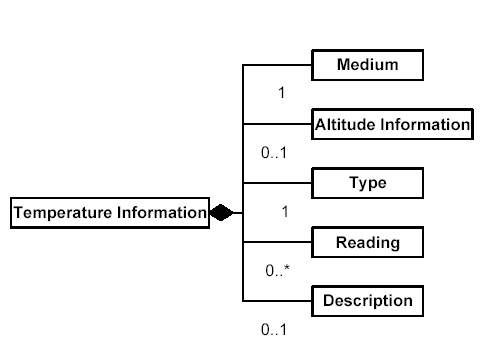 Medium
1
Altitude Information
0..1
Type
Temperature Information
1
Reading
0..*
Description
0..1